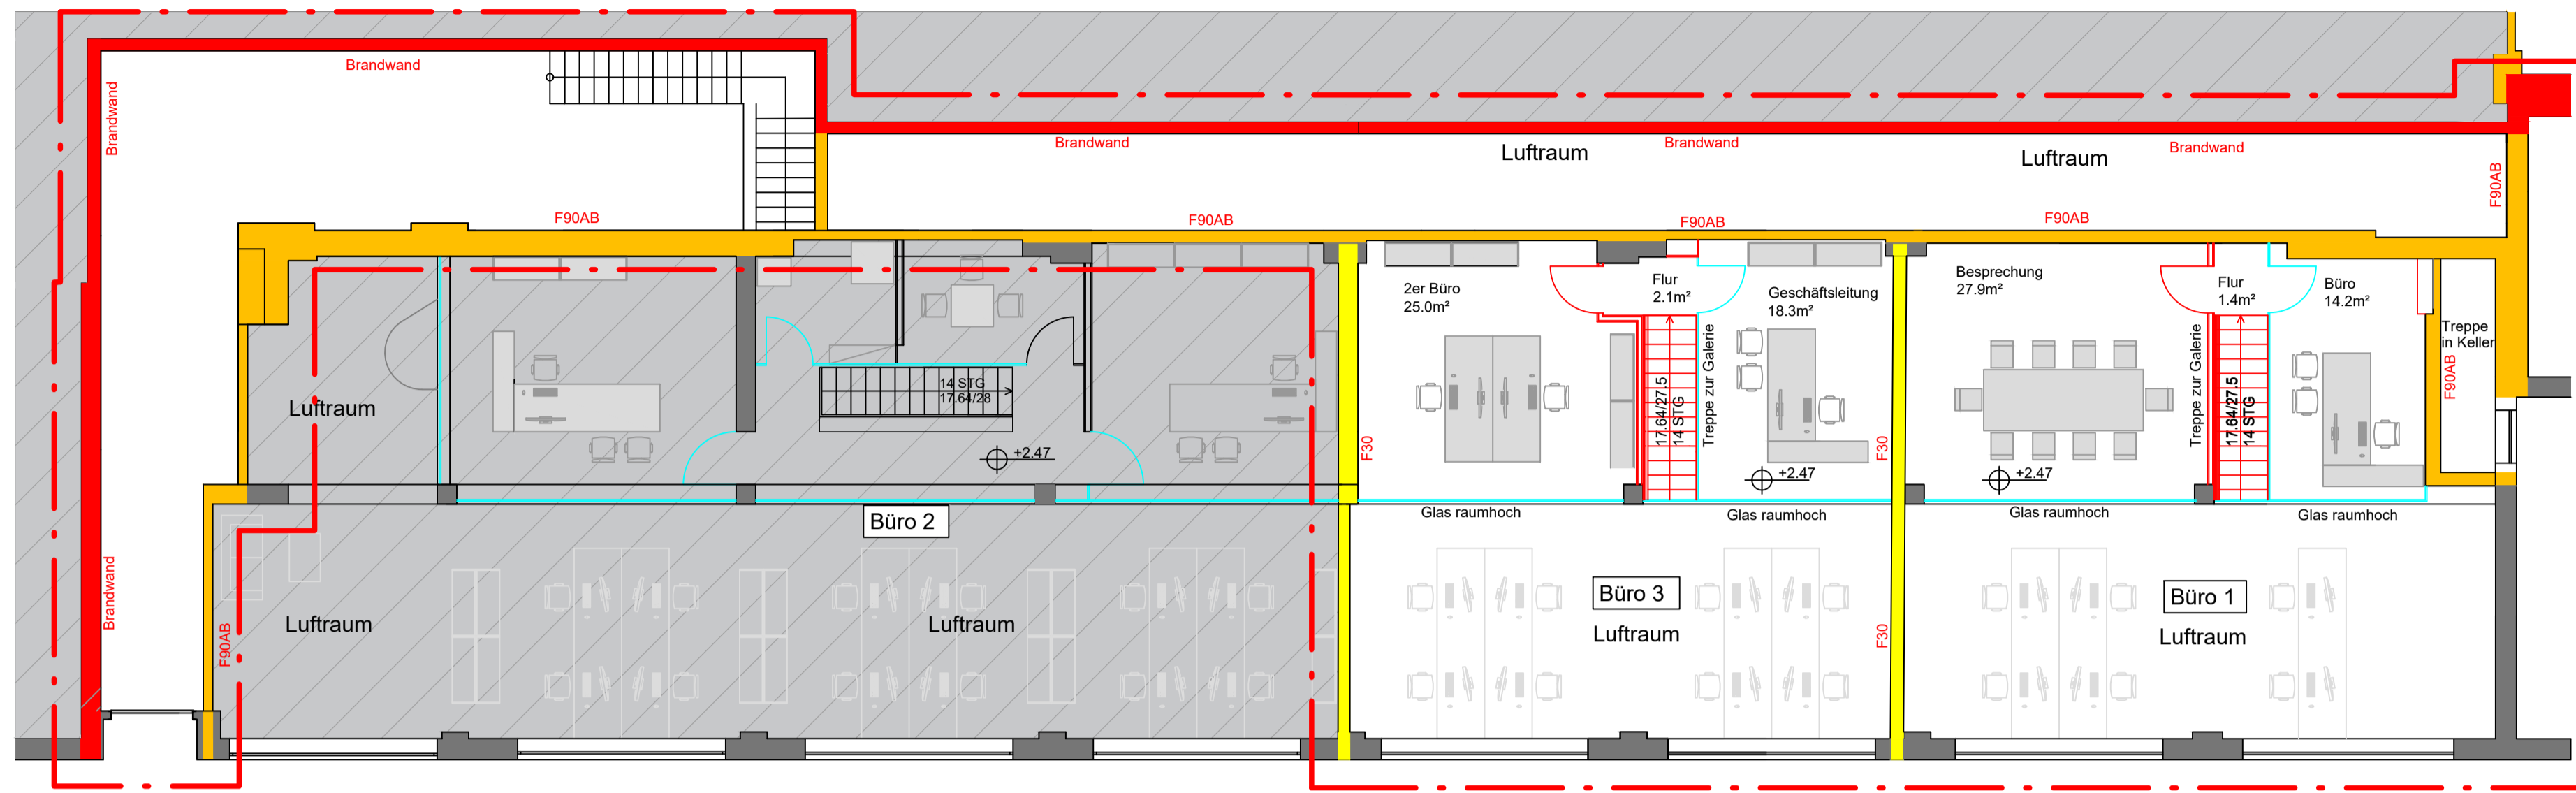 Brandwand
Brandwand
Brandwand
Luftraum
Brandwand
Luftraum
Brandwand
F90AB
F90AB
F90AB
F90AB
F90AB
Luftraum
14 STG
17.64/28
+2.47
2er Büro
25.0m²
Flur
2.1m²
Geschäftsleitung
18.3m²
Besprechung
27.9m²
Flur
1.4m²
Büro
14.2m²
Treppe
in Keller
F90AB
F30
17.64/27.5
14 STG
Treppe zur Galerie
F30
+2.47
+2.47
Treppe zur Galerie
17.64/27.5
14 STG
Glas raumhoch
Glas raumhoch
Glas raumhoch
Glas raumhoch
Büro 2
Brandwand
F90AB
Luftraum
Luftraum
Büro 3
Luftraum
F30
Büro 1
Luftraum